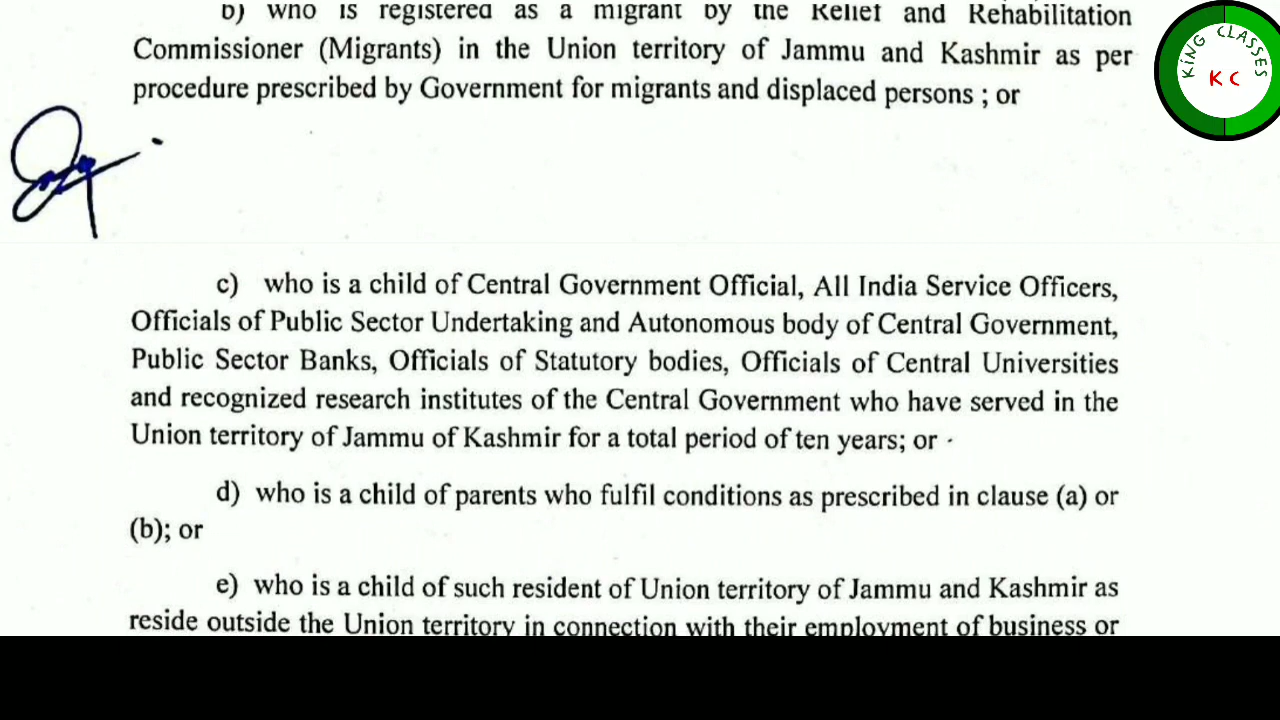 b) who is registered as a migrant by the Relief and Rehabilitation
Commissioner (Migrants) in the Union territory of Jammu and Kashmir as per
procedure prescribed by Government for migrants and displaced persons ; or
KING CLASSES
KC
c) who is a child of Central Government Official, All India Service Officers,
Officials of Public Sector Undertaking and Autonomous body of Central Government,
Public Sector Banks, Officials of Statutory bodies, Officials of Central Universities
and recognized research institutes of the Central Government who have served in the
Union territory of Jammu of Kashmir for a total period of ten years; or
d) who is a child of parents who fulfil conditions as prescribed in clause (a) or
(b); or
e) who is a child of such resident of Union territory of Jammu and Kashmir as
reside outside the Union territory in connection with their employment of business or